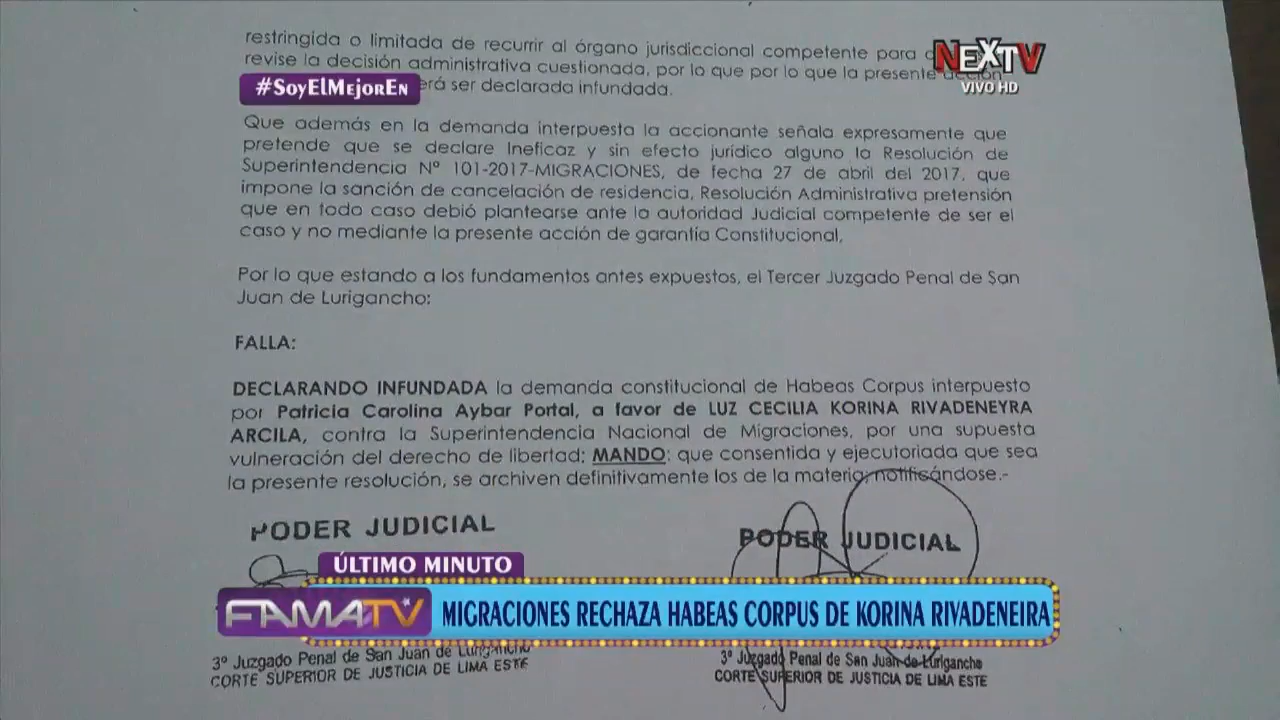 restringida o limitada de recurrir al órgano jurisdiccional competente para
NEXTV
revise la decisión administrativa cuestionada, por lo que por lo que la presente acción
VIVO HD
#SoyElMejorEn
erá ser declarada infundada.
Que además en la demanda interpuesta la accionante señala expresamente que
pretende que se declare Ineficaz y sin efecto jurídico alguno la Resolución de
Superintendencia Nº 101-2017-MIGRACIONES, de fecha 27 de abril del 2017, que
impone la sanción de cancelación de residencia, Resolución Administrativa pretensión
que en todo caso debió plantearse ante la autoridad Judicial competente de ser el
caso y no mediante la presente acción de garantía Constitucional,
Por lo que estando a los fundamentos antes expuestos, el Tercer Juzgado Penal de San
Juan de Lurigancho:
FALLA:
DECLARANDO INFUNDADA la demanda constitucional de Habeas Corpus interpuesto
por Patricia Carolina Aybar Portal, a favor de LUZ CECILIA KORINA RIVADENEYRA
ARCILA, contra la Superintendencia Nacional de Migraciones, por una supuesta
vulneración del derecho de libertad; MANDO: que consentida y ejecutoriada que sea
la presente resolución, se archiven definitivamente los de la materia; notificándose.-
PODER JUDICIAL
PODER JUDICIAL
ÚLTIMO MINUTO
FAMATV
MIGRACIONES RECHAZA HABEAS CORPUS DE KORINA RIVADENEIRA
3º Juzgado Penal de San Juan de Lurigancho
CORTE SUPERIOR DE JUSTICIA DE LIMA ESTE
3º Juzgado Penal de San Juan de Lurigancho
CORTE SUPERIOR DE JUSTICIA DE LIMA ESTE